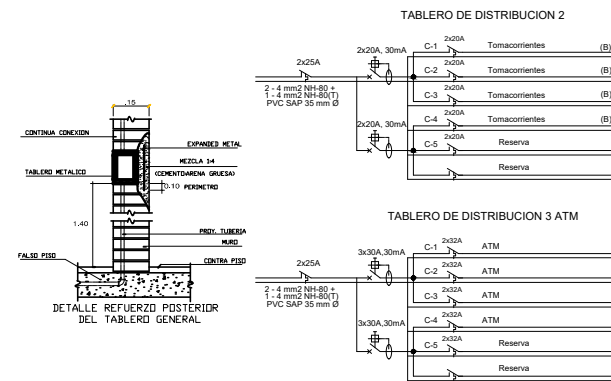 .15
CONTINUA CONEXION
EXPANDED METAL
MEZCLA 1:4
TABLERO METALICO
(CEMENTO:ARENA GRUESA)
0.10 PERIMETRO
1.40
PROY. TUBERIA
MURO
FALSO PISO
CONTRA PISO
DETALLE REFUERZO POSTERIOR
DEL TABLERO GENERAL
TABLERO DE DISTRIBUCION 2
2x25A
2 - 4 mm2 NH-80 +
1 - 4 mm2 NH-80(T)
PVC SAP 35 mm Ø
2x20A, 30mA
C-1 2x20A Tomacorrientes (B)
C-2 2x20A Tomacorrientes (B)
C-3 2x20A Tomacorrientes (B)
2x20A, 30mA
C-4 2x20A Tomacorrientes (B)
C-5 2x20A Reserva
Reserva
TABLERO DE DISTRIBUCION 3 ATM
2x25A
2 - 4 mm2 NH-80 +
1 - 4 mm2 NH-80(T)
PVC SAP 35 mm Ø
3x30A,30mA
C-1 2x32A ATM
C-2 2x32A ATM
C-3 2x32A ATM
3x30A,30mA
C-4 2x32A ATM
C-5 2x32A Reserva
Reserva